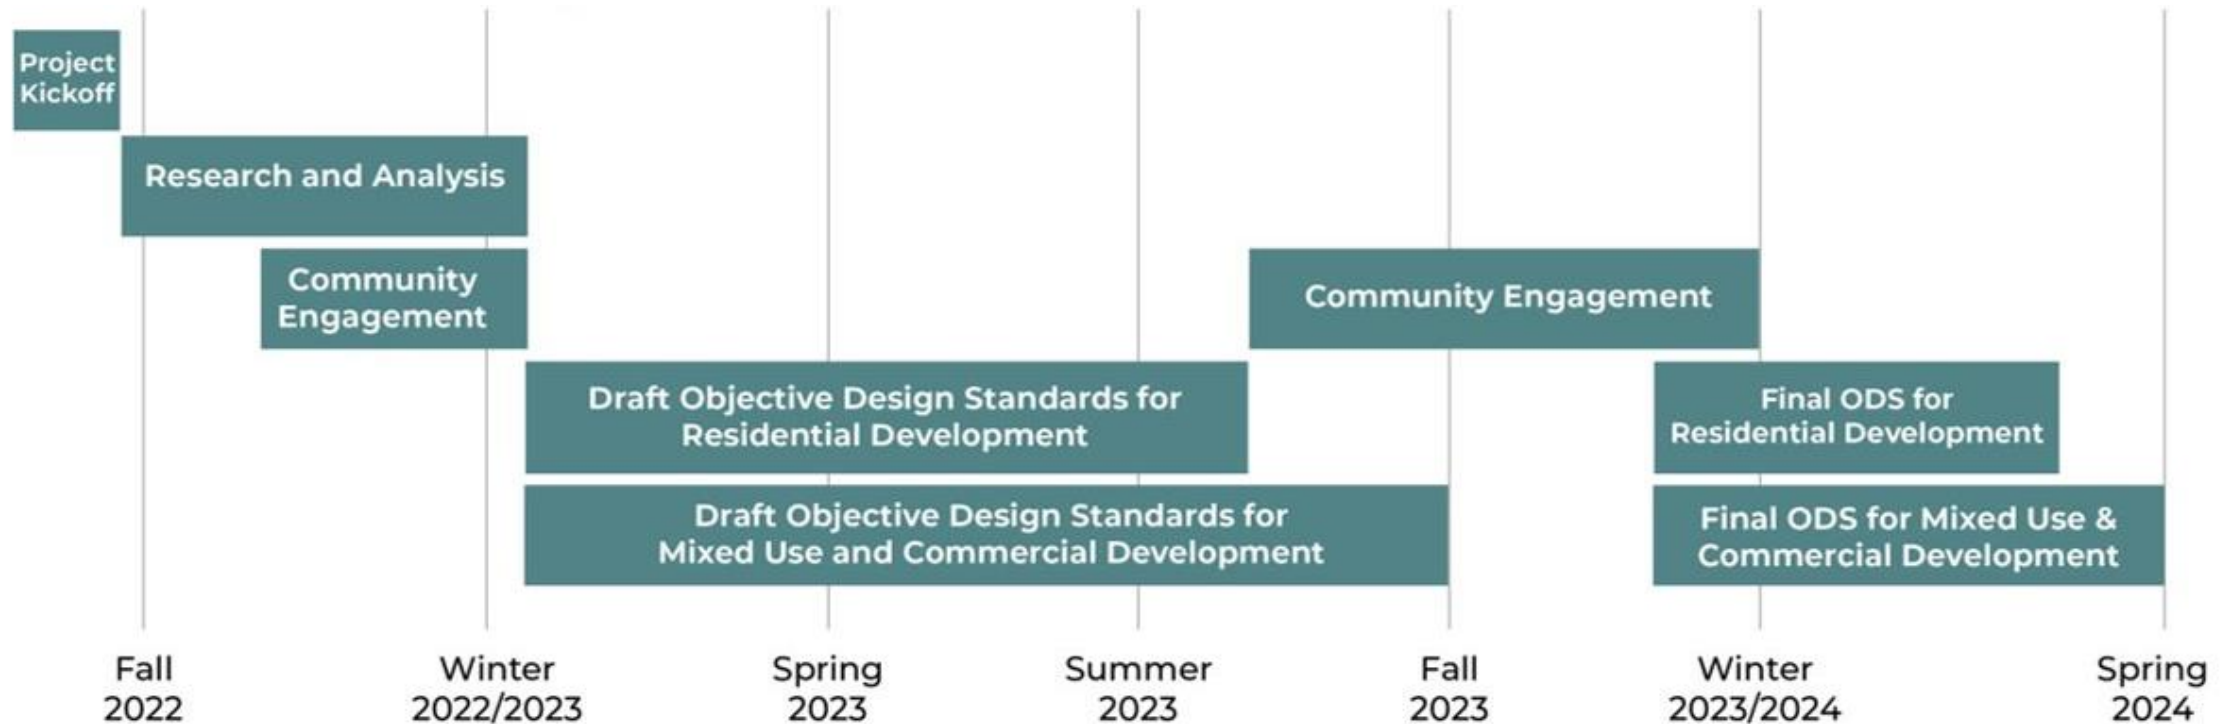 Project
Kickoff
Research and Analysis
Community
Engagement
Community Engagement
Draft Objective Design Standards for
Residential Development
Final ODS for
Residential Development
Draft Objective Design Standards for
Mixed Use and Commercial Development
Final ODS for Mixed Use &
Commercial Development
Fall
2022
Winter
2022/2023
Spring
2023
Summer
2023
Fall
2023
Winter
2023/2024
Spring
2024